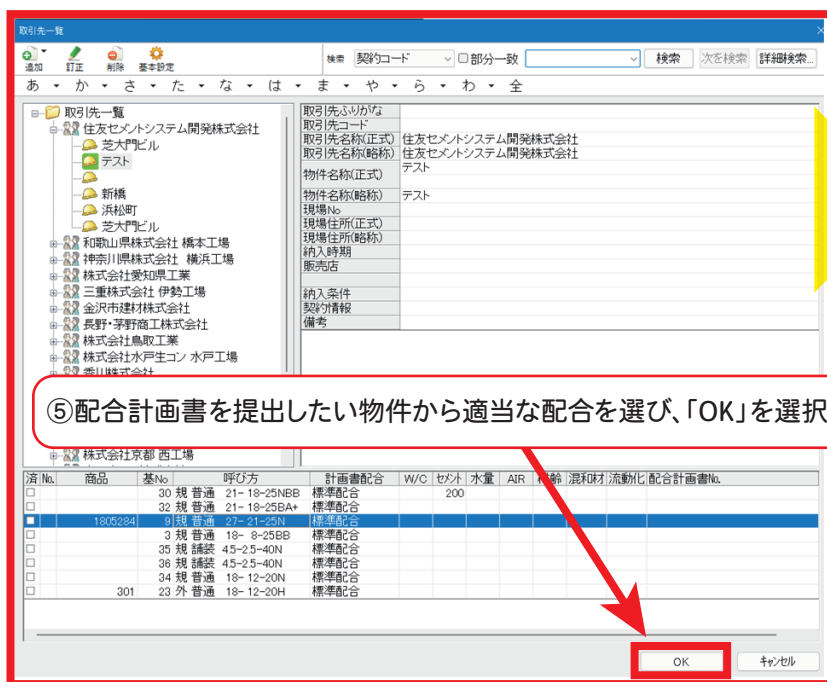 取引先一覧
追加 訂正 削除 基本設定 検索 契約コード 部分一致 検索 次を検索 詳細検索...
あ か さ た な は ま や ら わ 全
取引先一覧
住友セメントシステム開発株式会社
芝大門ビル
テスト
新橋
浜松町
芝大門ビル
和歌山県株式会社 橋本工場
神奈川県株式会社 横浜工場
株式会社愛知県工業
三重株式会社 伊勢工場
金沢市建材株式会社
長野・茅野商工株式会社
株式会社鳥取工業
株式会社水戸生コン 水戸工場
香川株式会社
株式会社京都 西工場
取引先ふりがな
取引先コード
取引先名称(正式) 住友セメントシステム開発株式会社
取引先名称(略称) 住友セメントシステム開発株式会社
物件名称(正式) テスト
物件名称(略称) テスト
現場No
現場住所(正式)
現場住所(略称)
納入時期
販売店
納入条件
契約情報
備考
⑤配合計画書を提出したい物件から適当な配合を選び、「OK」を選択
済 No. 商品 基No 呼び方 計画書配合 W/C セメント 水量 AIR 材齢 混和材 流動化 配合計画書No.
30 規 普通 21-18-25NBB 標準配合 200
32 規 普通 21-18-25BA+ 標準配合
1805284 9 規 普通 27-21-25N 標準配合
3 規 普通 18- 8-25BB 標準配合
35 規 舗装 4.5-2.5-40N 標準配合
36 規 舗装 4.5-2.5-40N 標準配合
34 規 普通 18-12-20N 標準配合
301 23 外 普通 18-12-20H 標準配合
OK キャンセル